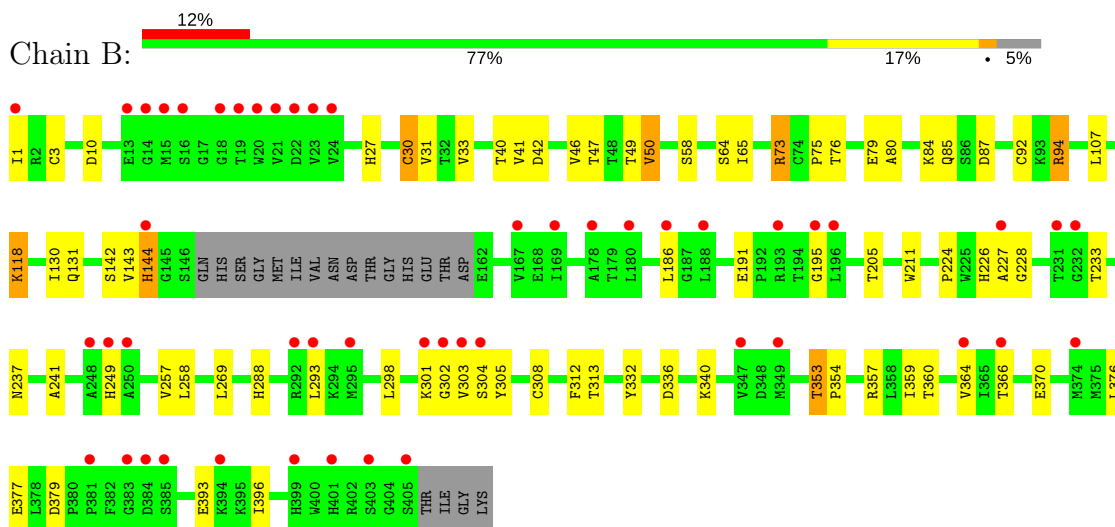 12%
Chain B:
77% 17% • 5%
I1 R2 C3 D10 E13 G14 M15 S16 G17 G18 T19 W20 V21 D22 V23 V24 H27 C30 V31 T32 V33 T40 V41 D42 V46 T47 T48 T49 V50 S58 S64 I65 R73 C74 P75 T76 E79 A80 K84 Q85 S86 D87 C92 K93 R94 L107
K118 I130 Q131 S142 V143 H144 G145 S146 GLN HIS SER GLY MET ILE VAL ASN ASP THR GLY HIS GLU THR ASP E162 V167 E168 I169 A178 T179 L180 L186 G187 L188 E191 P192 R193 T194 G195 L196 T205 W211 P224 W225 H226 A227 G228 T231 G232 T233
N237 A241 A248 H249 A250 V257 L258 L269 H288 R292 L293 K294 M295 L298 K301 G302 V303 S304 Y305 C308 F312 T313 Y332 D336 K340 V347 D348 M349 T353 P354 R357 L358 I359 T360 V364 I365 T366 E370 M374 M375 L376
E377 L378 D379 P380 P381 F382 G383 D384 S385 E393 K394 K395 I396 H399 W400 H401 R402 S403 G404 S405 THR ILE GLY LYS